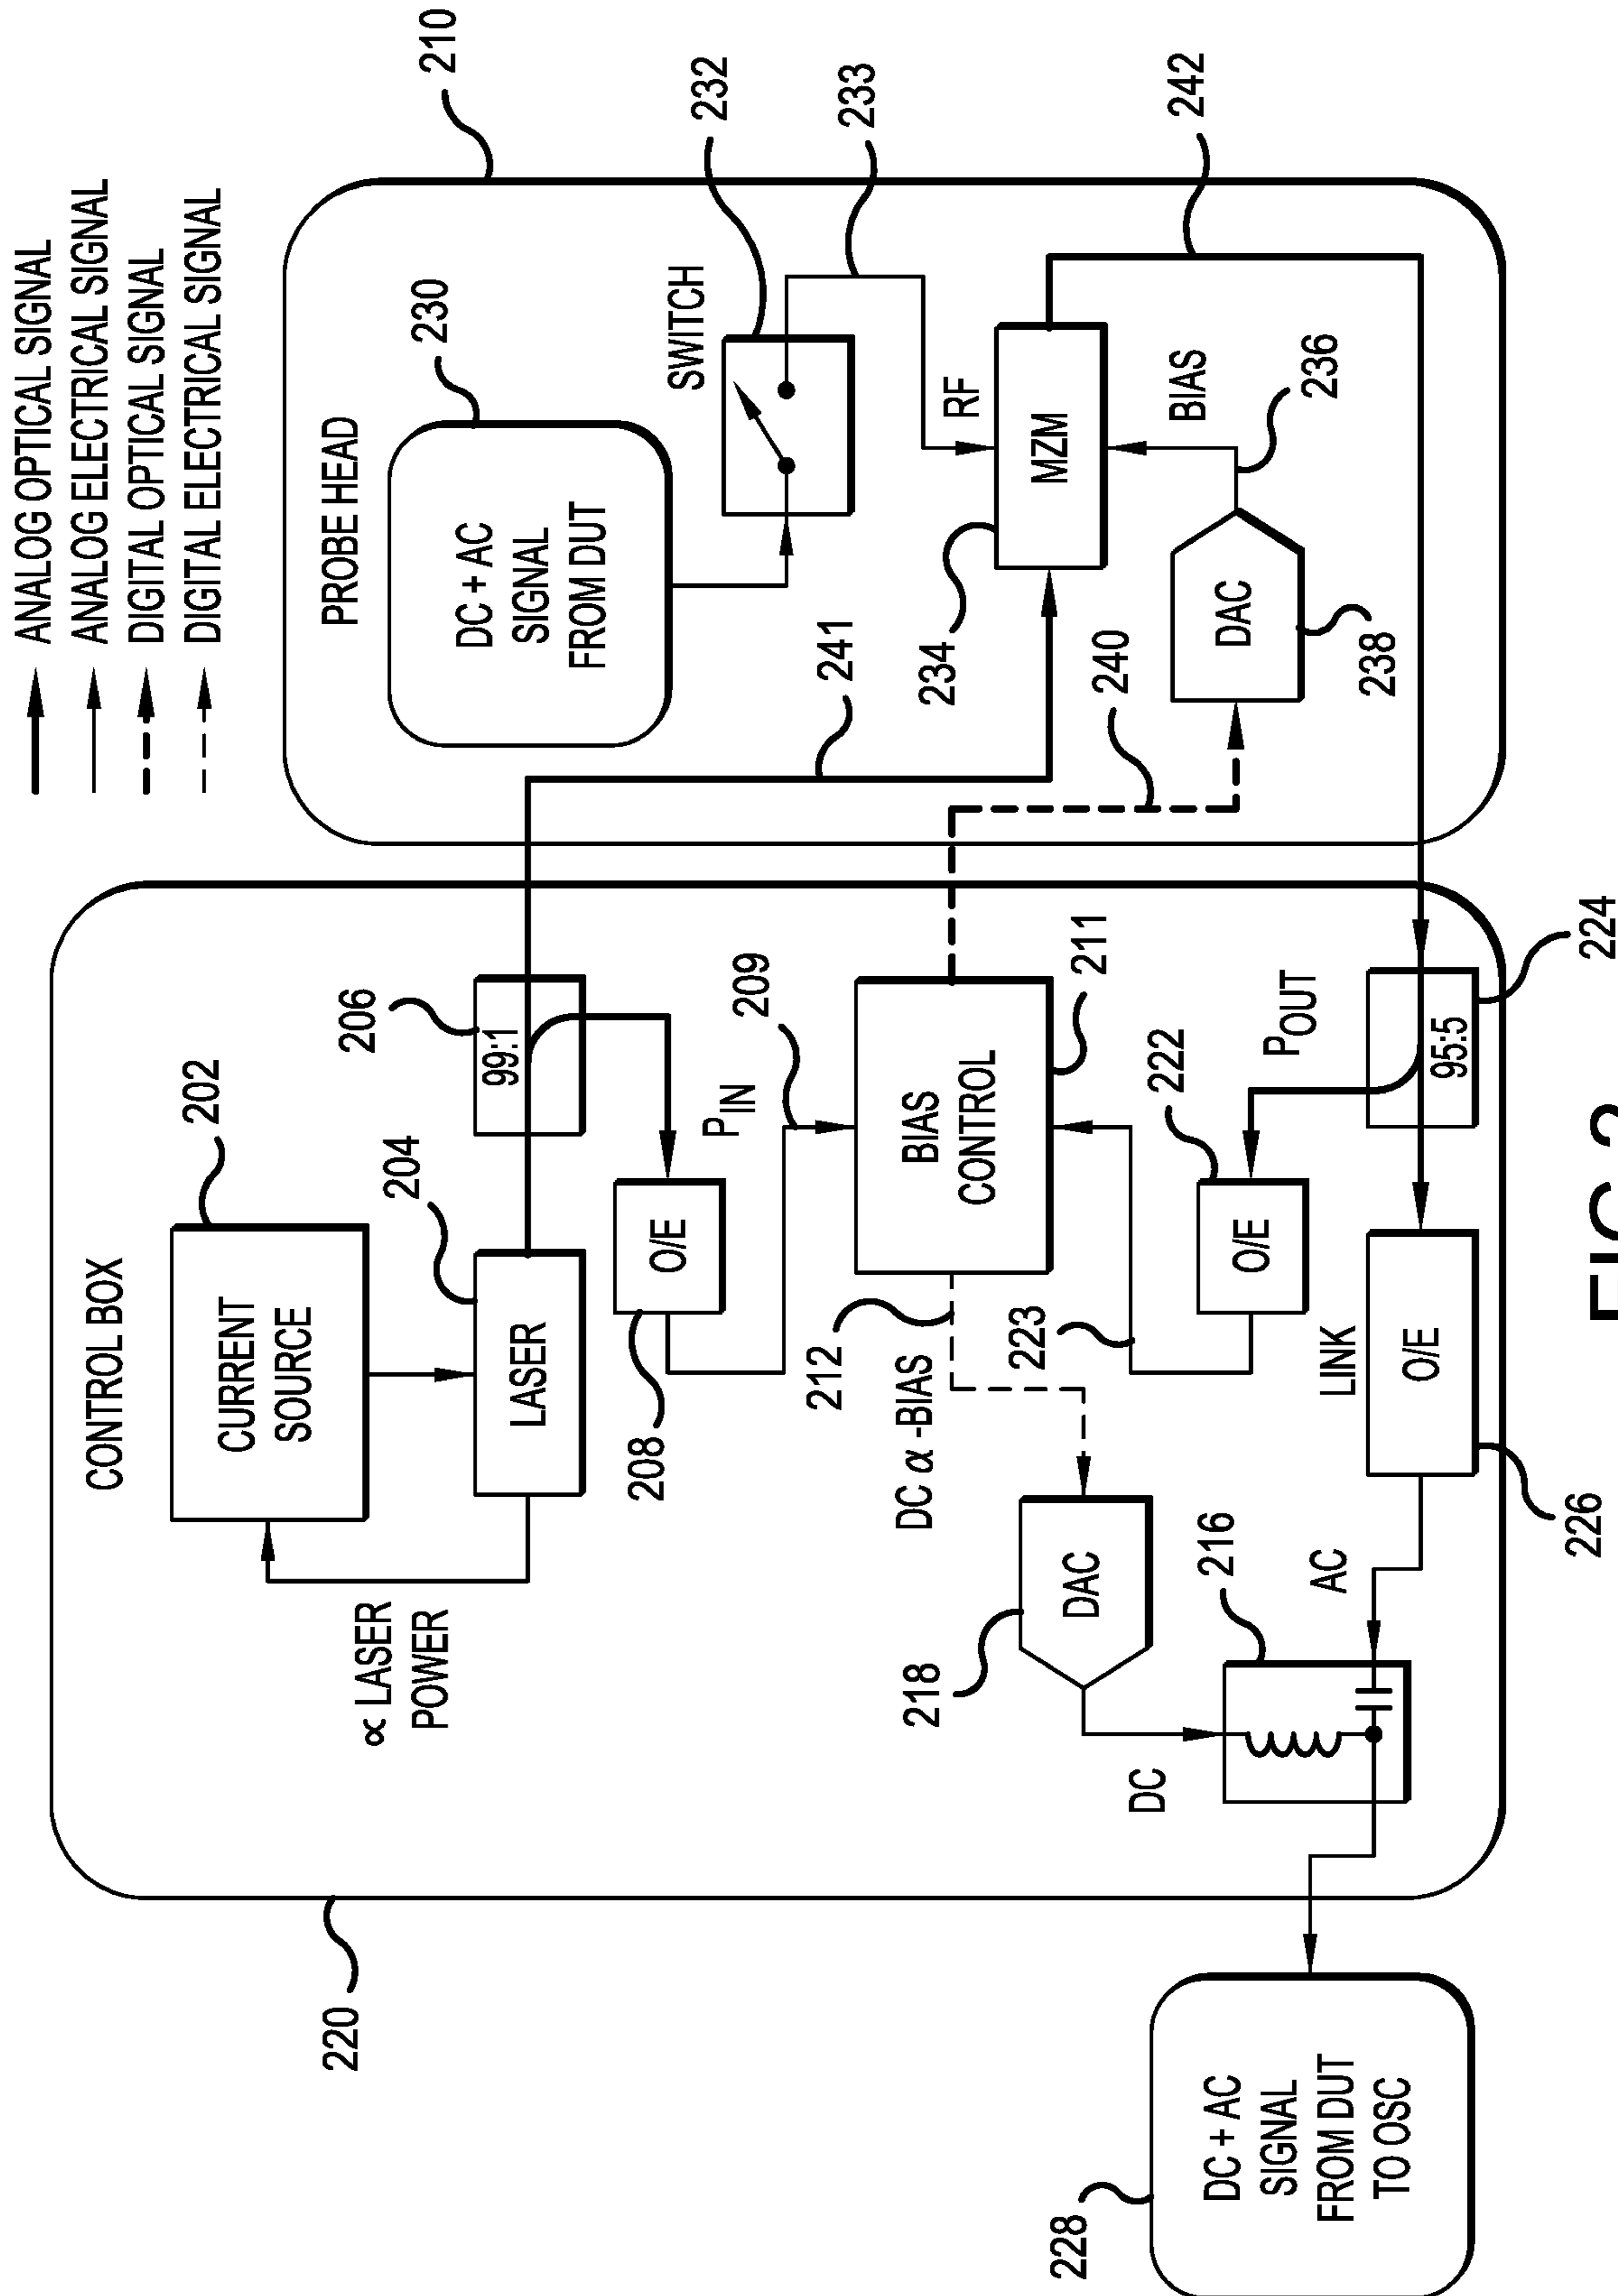 ANALOG OPTICAL SIGNAL
ANALOG ELECTRICAL SIGNAL
DIGITAL OPTICAL SIGNAL
DIGITAL ELECTRICAL SIGNAL
CONTROL BOX
220
CURRENT
SOURCE
202
∝ LASER
POWER
LASER
204
99:1
206
O/E
208
P_IN
209
BIAS
CONTROL
211
212
DC α -BIAS
DAC
218
DC
216
AC
O/E
222
223
LINK
O/E
226
P_OUT
95:5
224
DC + AC
SIGNAL
FROM DUT
TO OSC
228
PROBE HEAD
210
DC + AC
SIGNAL
FROM DUT
230
SWITCH
232
233
RF
MZM
234
BIAS
236
DAC
238
240
241
242